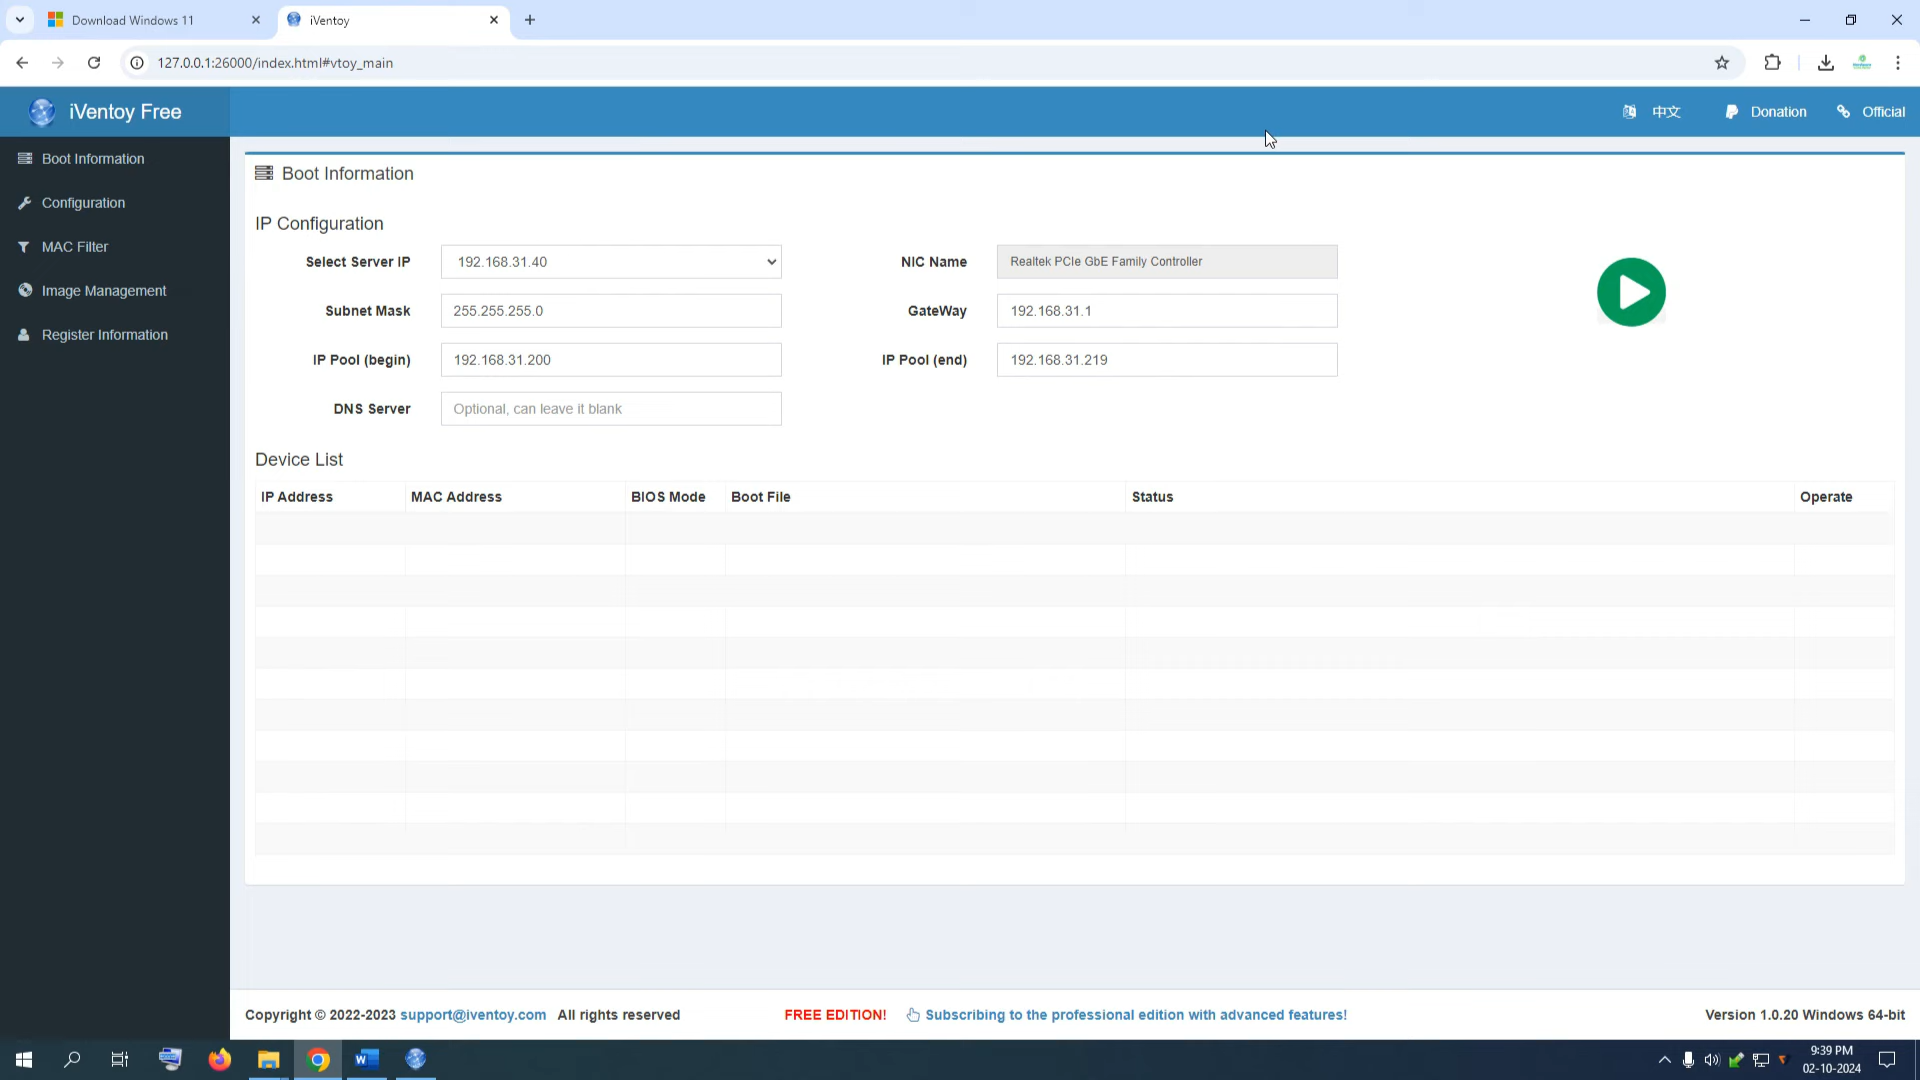 Download Windows 11
iVentoy
127.0.0.1:26000/index.html#vtoy_main
iVentoy Free
中文
Donation
Official
Boot Information
Configuration
MAC Filter
Image Management
Register Information
Boot Information
IP Configuration
Select Server IP
192.168.31.40
NIC Name
Realtek PCIe GbE Family Controller
Subnet Mask
255.255.255.0
GateWay
192.168.31.1
IP Pool (begin)
192.168.31.200
IP Pool (end)
192.168.31.219
DNS Server
Optional, can leave it blank
Device List
IP Address MAC Address BIOS Mode Boot File Status Operate
Copyright © 2022-2023 support@iventoy.com All rights reserved
FREE EDITION! Subscribing to the professional edition with advanced features!
Version 1.0.20 Windows 64-bit
9:39 PM
02-10-2024